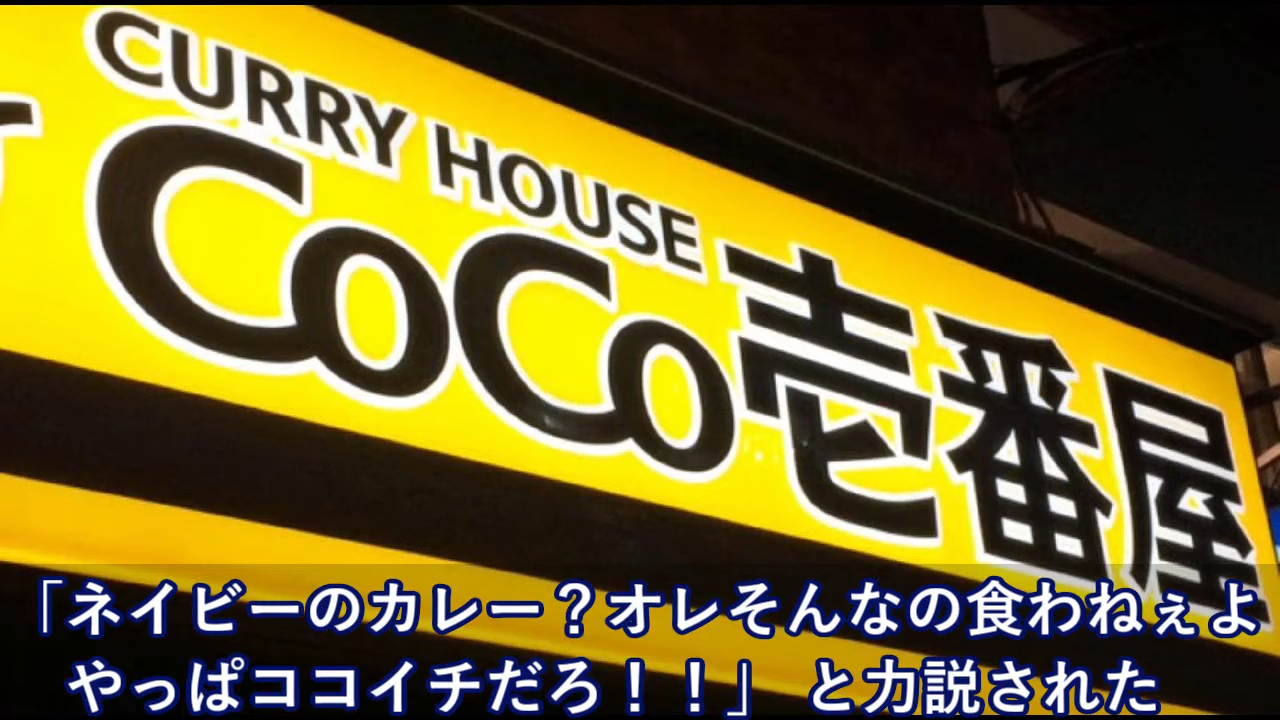 CURRY HOUSE
CoCo壱番屋
「ネイビーのカレー？オレそんなの食わねぇよ
やっぱココイチだろ！！」 と力説された